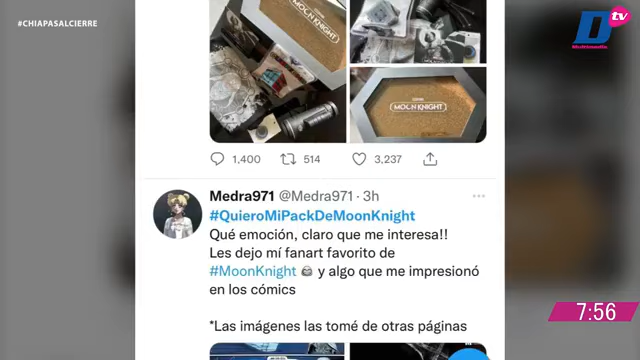 #CHIAPASALCIERRE
D tv
Multimedio
MOON KNIGHT
MOON KNIGHT
1,400
514
3,237
Medra971 @Medra971 · 3h
#QuieroMiPackDeMoonKnight
Qué emoción, claro que me interesa!!
Les dejo mí fanart favorito de
#MoonKnight y algo que me impresionó
en los cómics
*Las imágenes las tomé de otras páginas
7:56